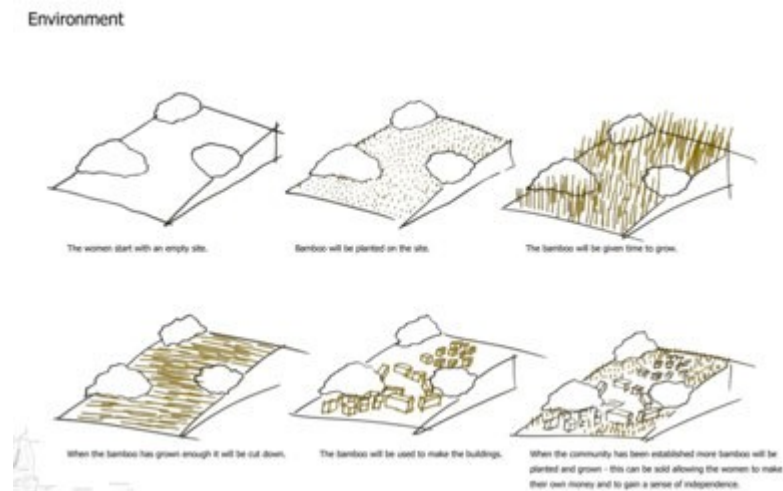 Environment
The women start with an empty site.
Bamboo will be planted on the site.
The bamboo will be given time to grow.
When the bamboo has grown enough it will be cut down.
The bamboo will be used to make the buildings.
When the community has been established more bamboo will be
planted and grown - this can be sold allowing the women to make
their own money and to gain a sense of independence.